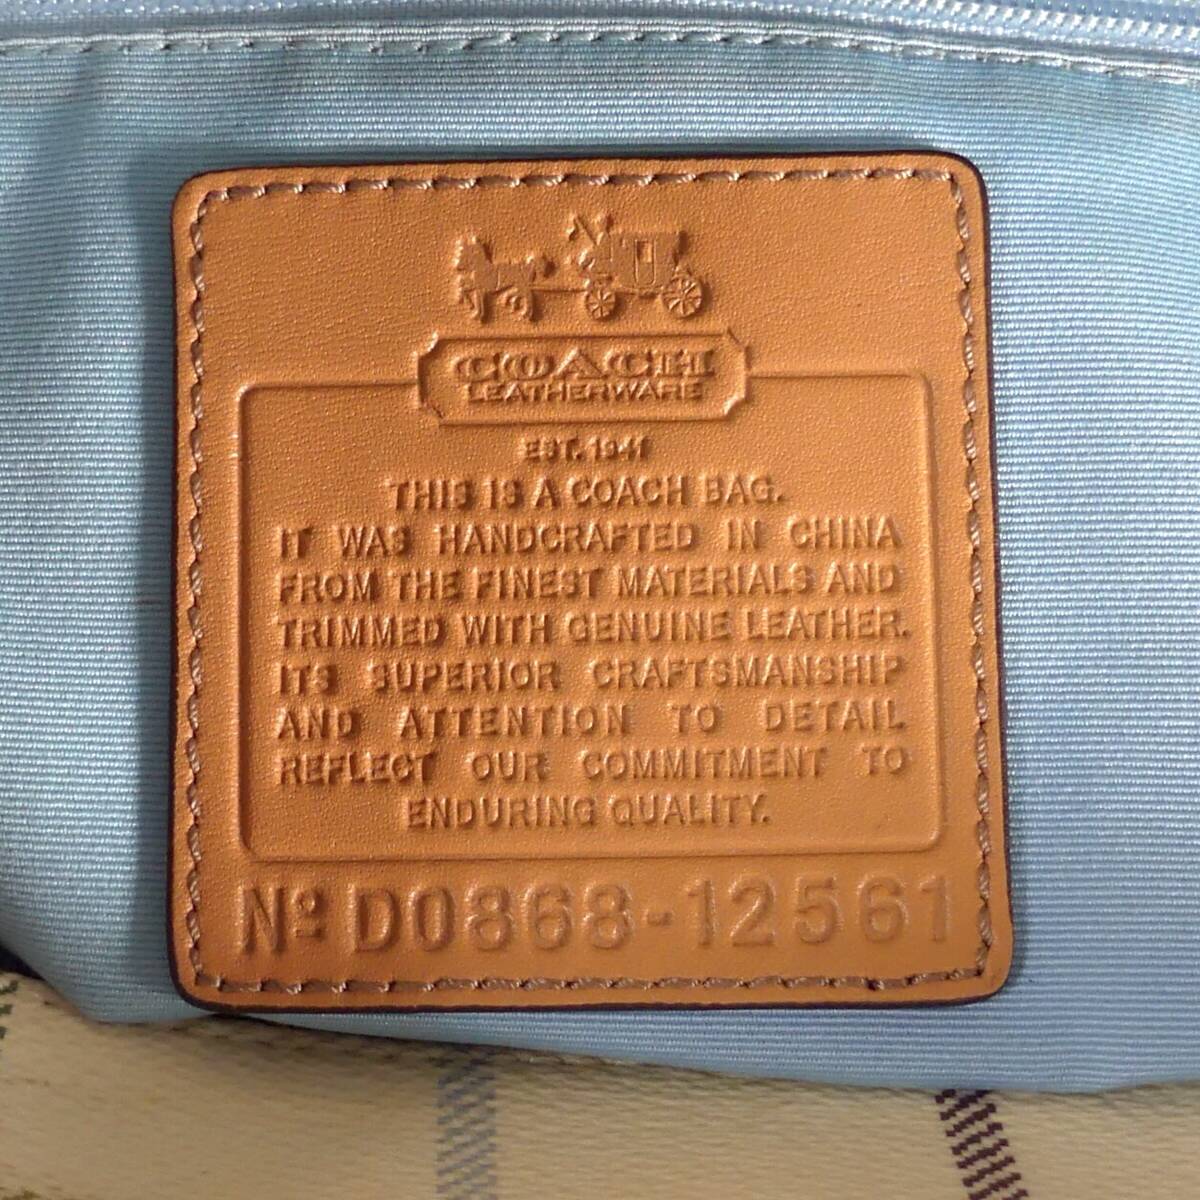 COACH
LEATHERWARE
EST. 1941
THIS IS A COACH BAG.
IT WAS HANDCRAFTED IN CHINA
FROM THE FINEST MATERIALS AND
TRIMMED WITH GENUINE LEATHER.
ITS SUPERIOR CRAFTSMANSHIP
AND ATTENTION TO DETAIL
REFLECT OUR COMMITMENT TO
ENDURING QUALITY.
Nº D0868-12561